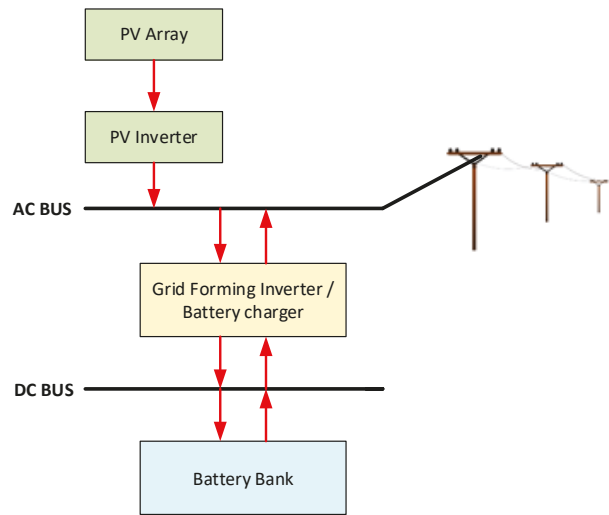 PV Array
PV Inverter
AC BUS
Grid Forming Inverter /
Battery charger
DC BUS
Battery Bank